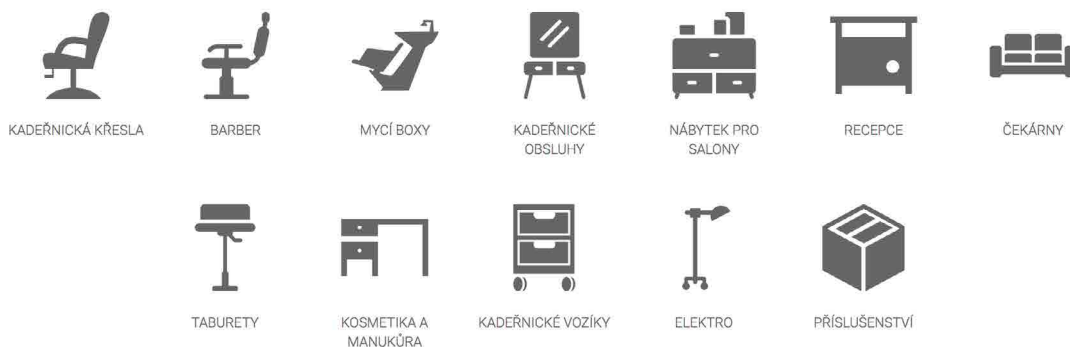 KADEŘNICKÁ KŘESLA
BARBER
MYCÍ BOXY
KADEŘNICKÉ
OBSLUHY
NÁBYTEK PRO
SALONY
RECEPCE
ČEKÁRNY
TABURETY
KOSMETIKA A
MANUKŮRA
KADEŘNICKÉ VOZÍKY
ELEKTRO
PŘÍSLUŠENSTVÍ